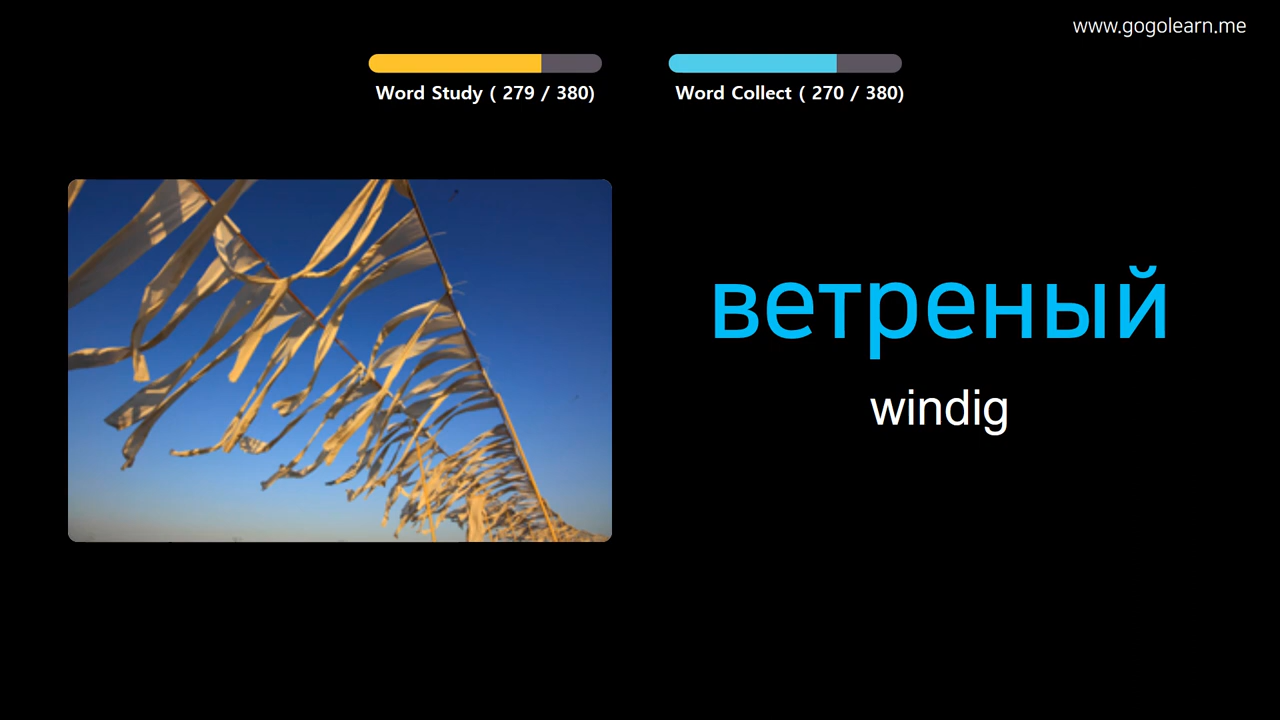 www.gogolearn.me
Word Study ( 279 / 380)
Word Collect ( 270 / 380)
ветреный
windig